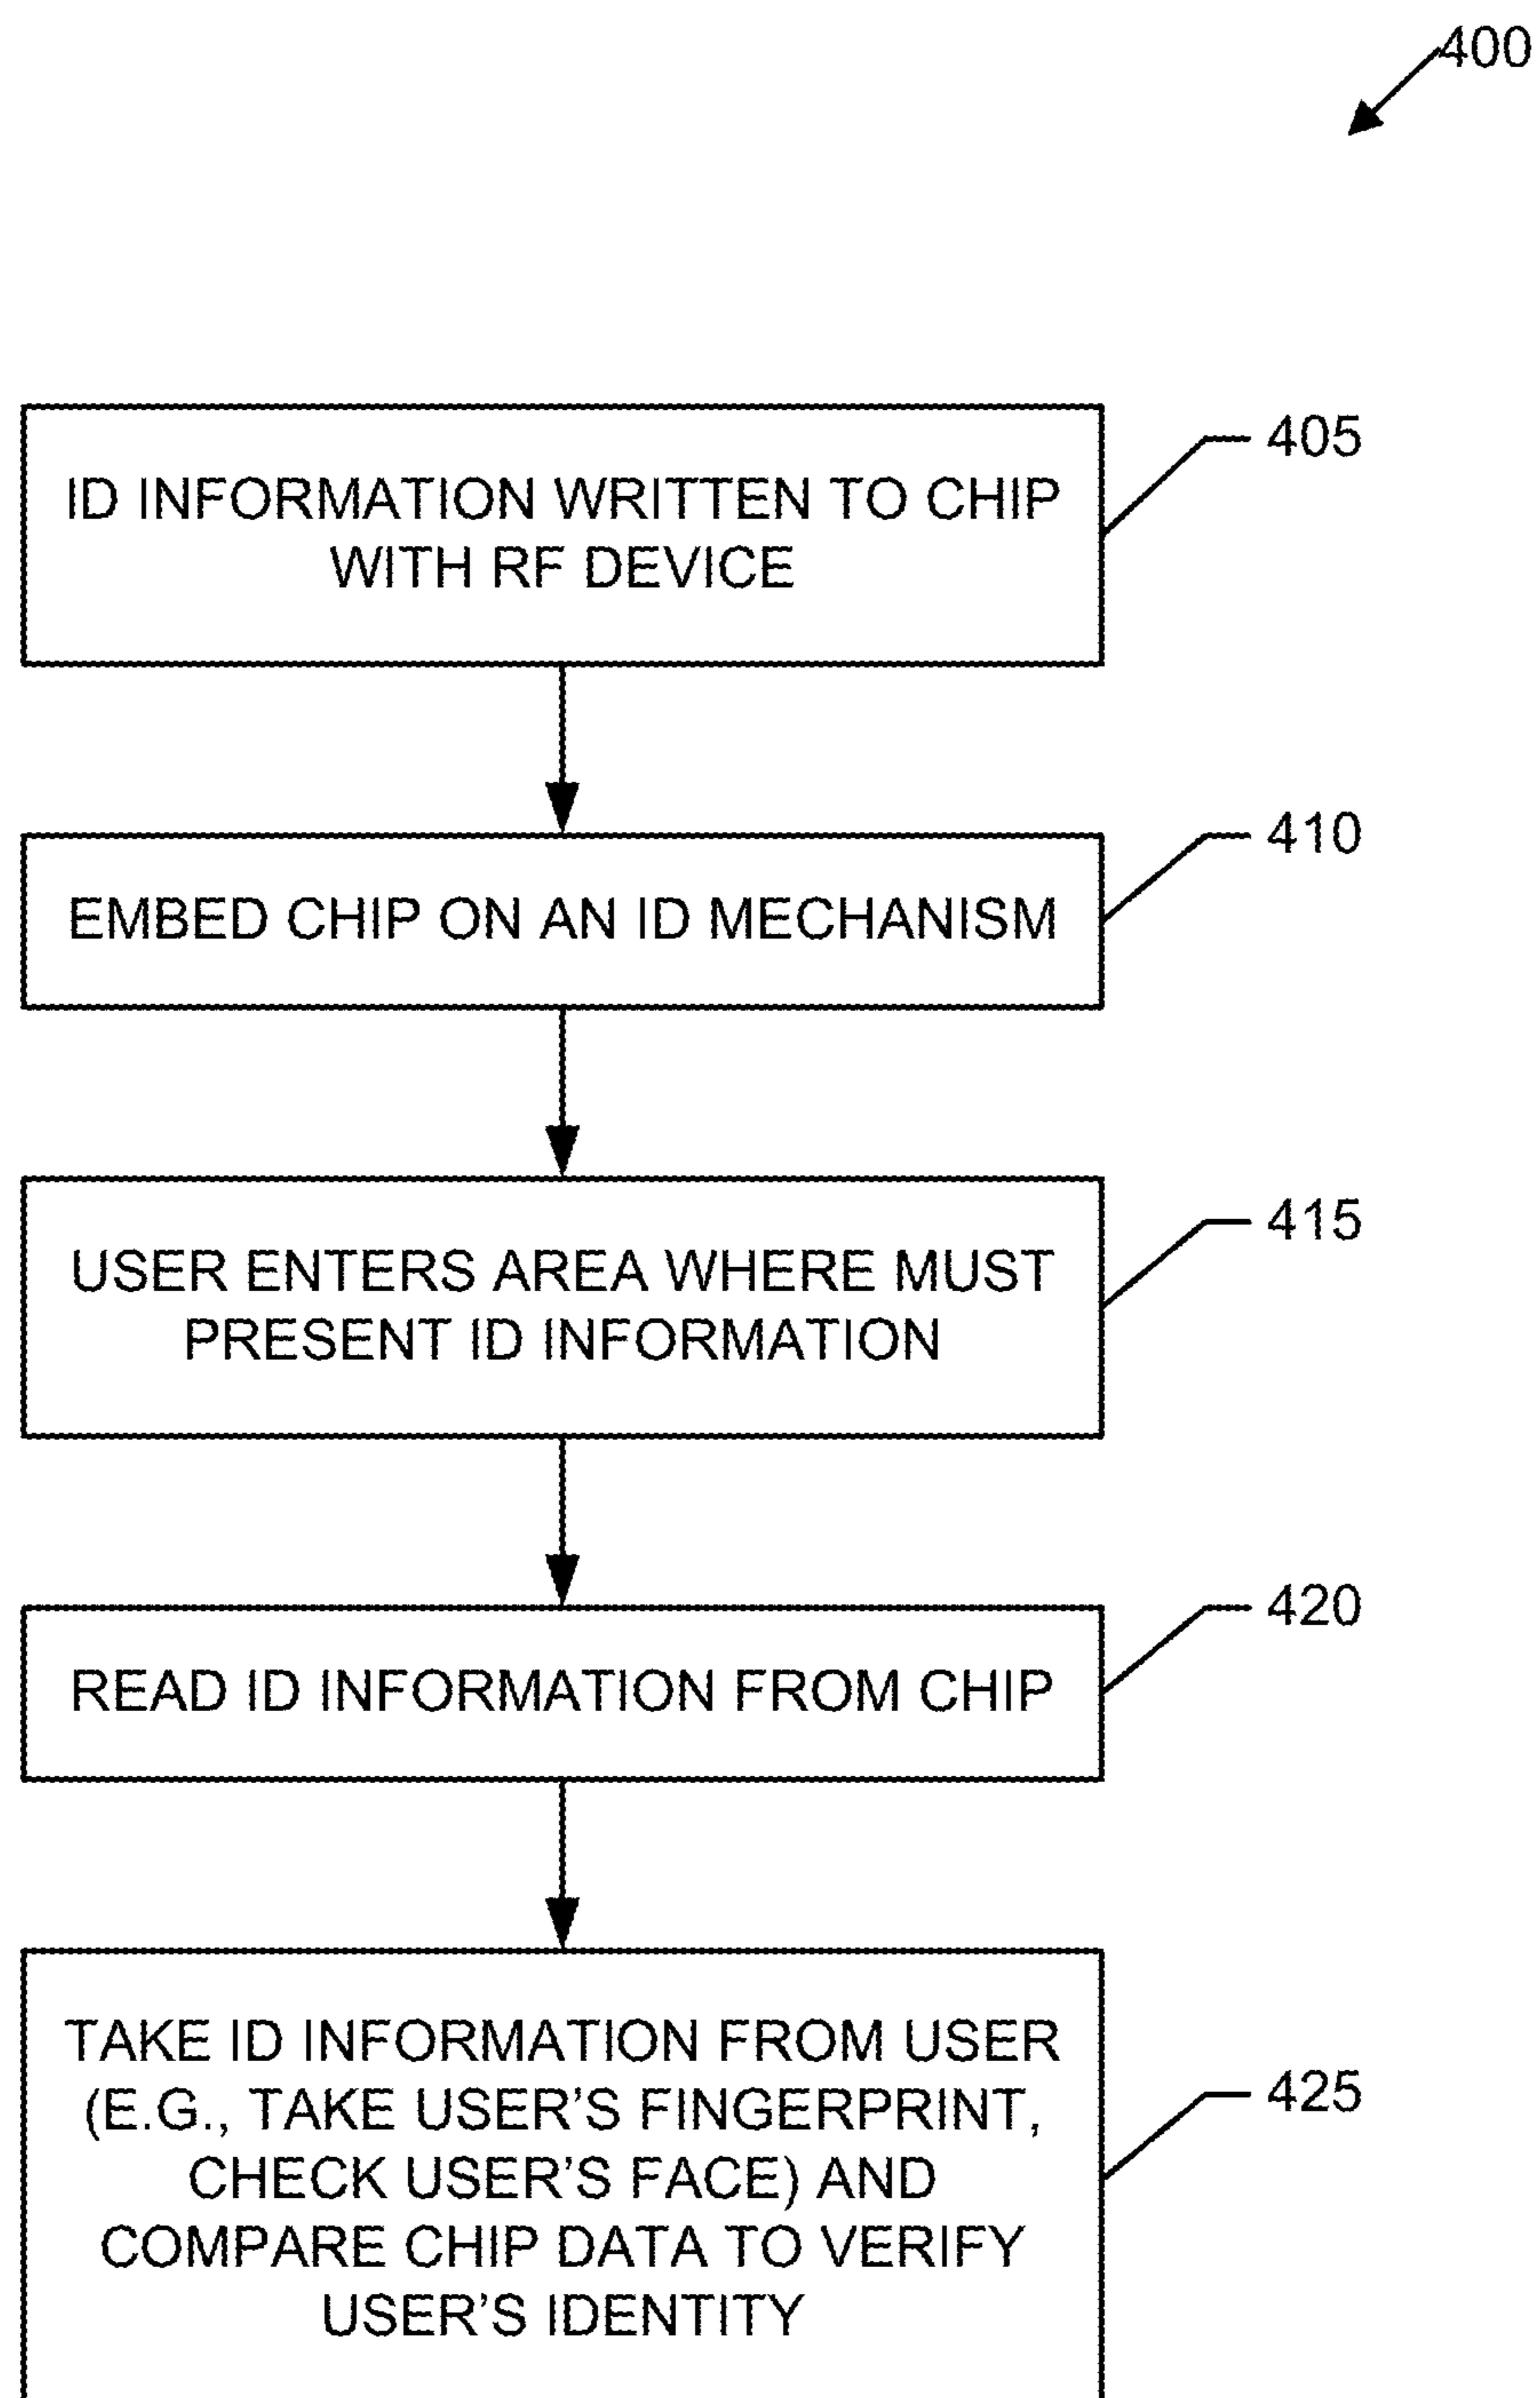 400
ID INFORMATION WRITTEN TO CHIP
WITH RF DEVICE
405
EMBED CHIP ON AN ID MECHANISM
410
USER ENTERS AREA WHERE MUST
PRESENT ID INFORMATION
415
READ ID INFORMATION FROM CHIP
420
TAKE ID INFORMATION FROM USER
(E.G., TAKE USER’S FINGERPRINT,
CHECK USER’S FACE) AND
COMPARE CHIP DATA TO VERIFY
USER’S IDENTITY
425